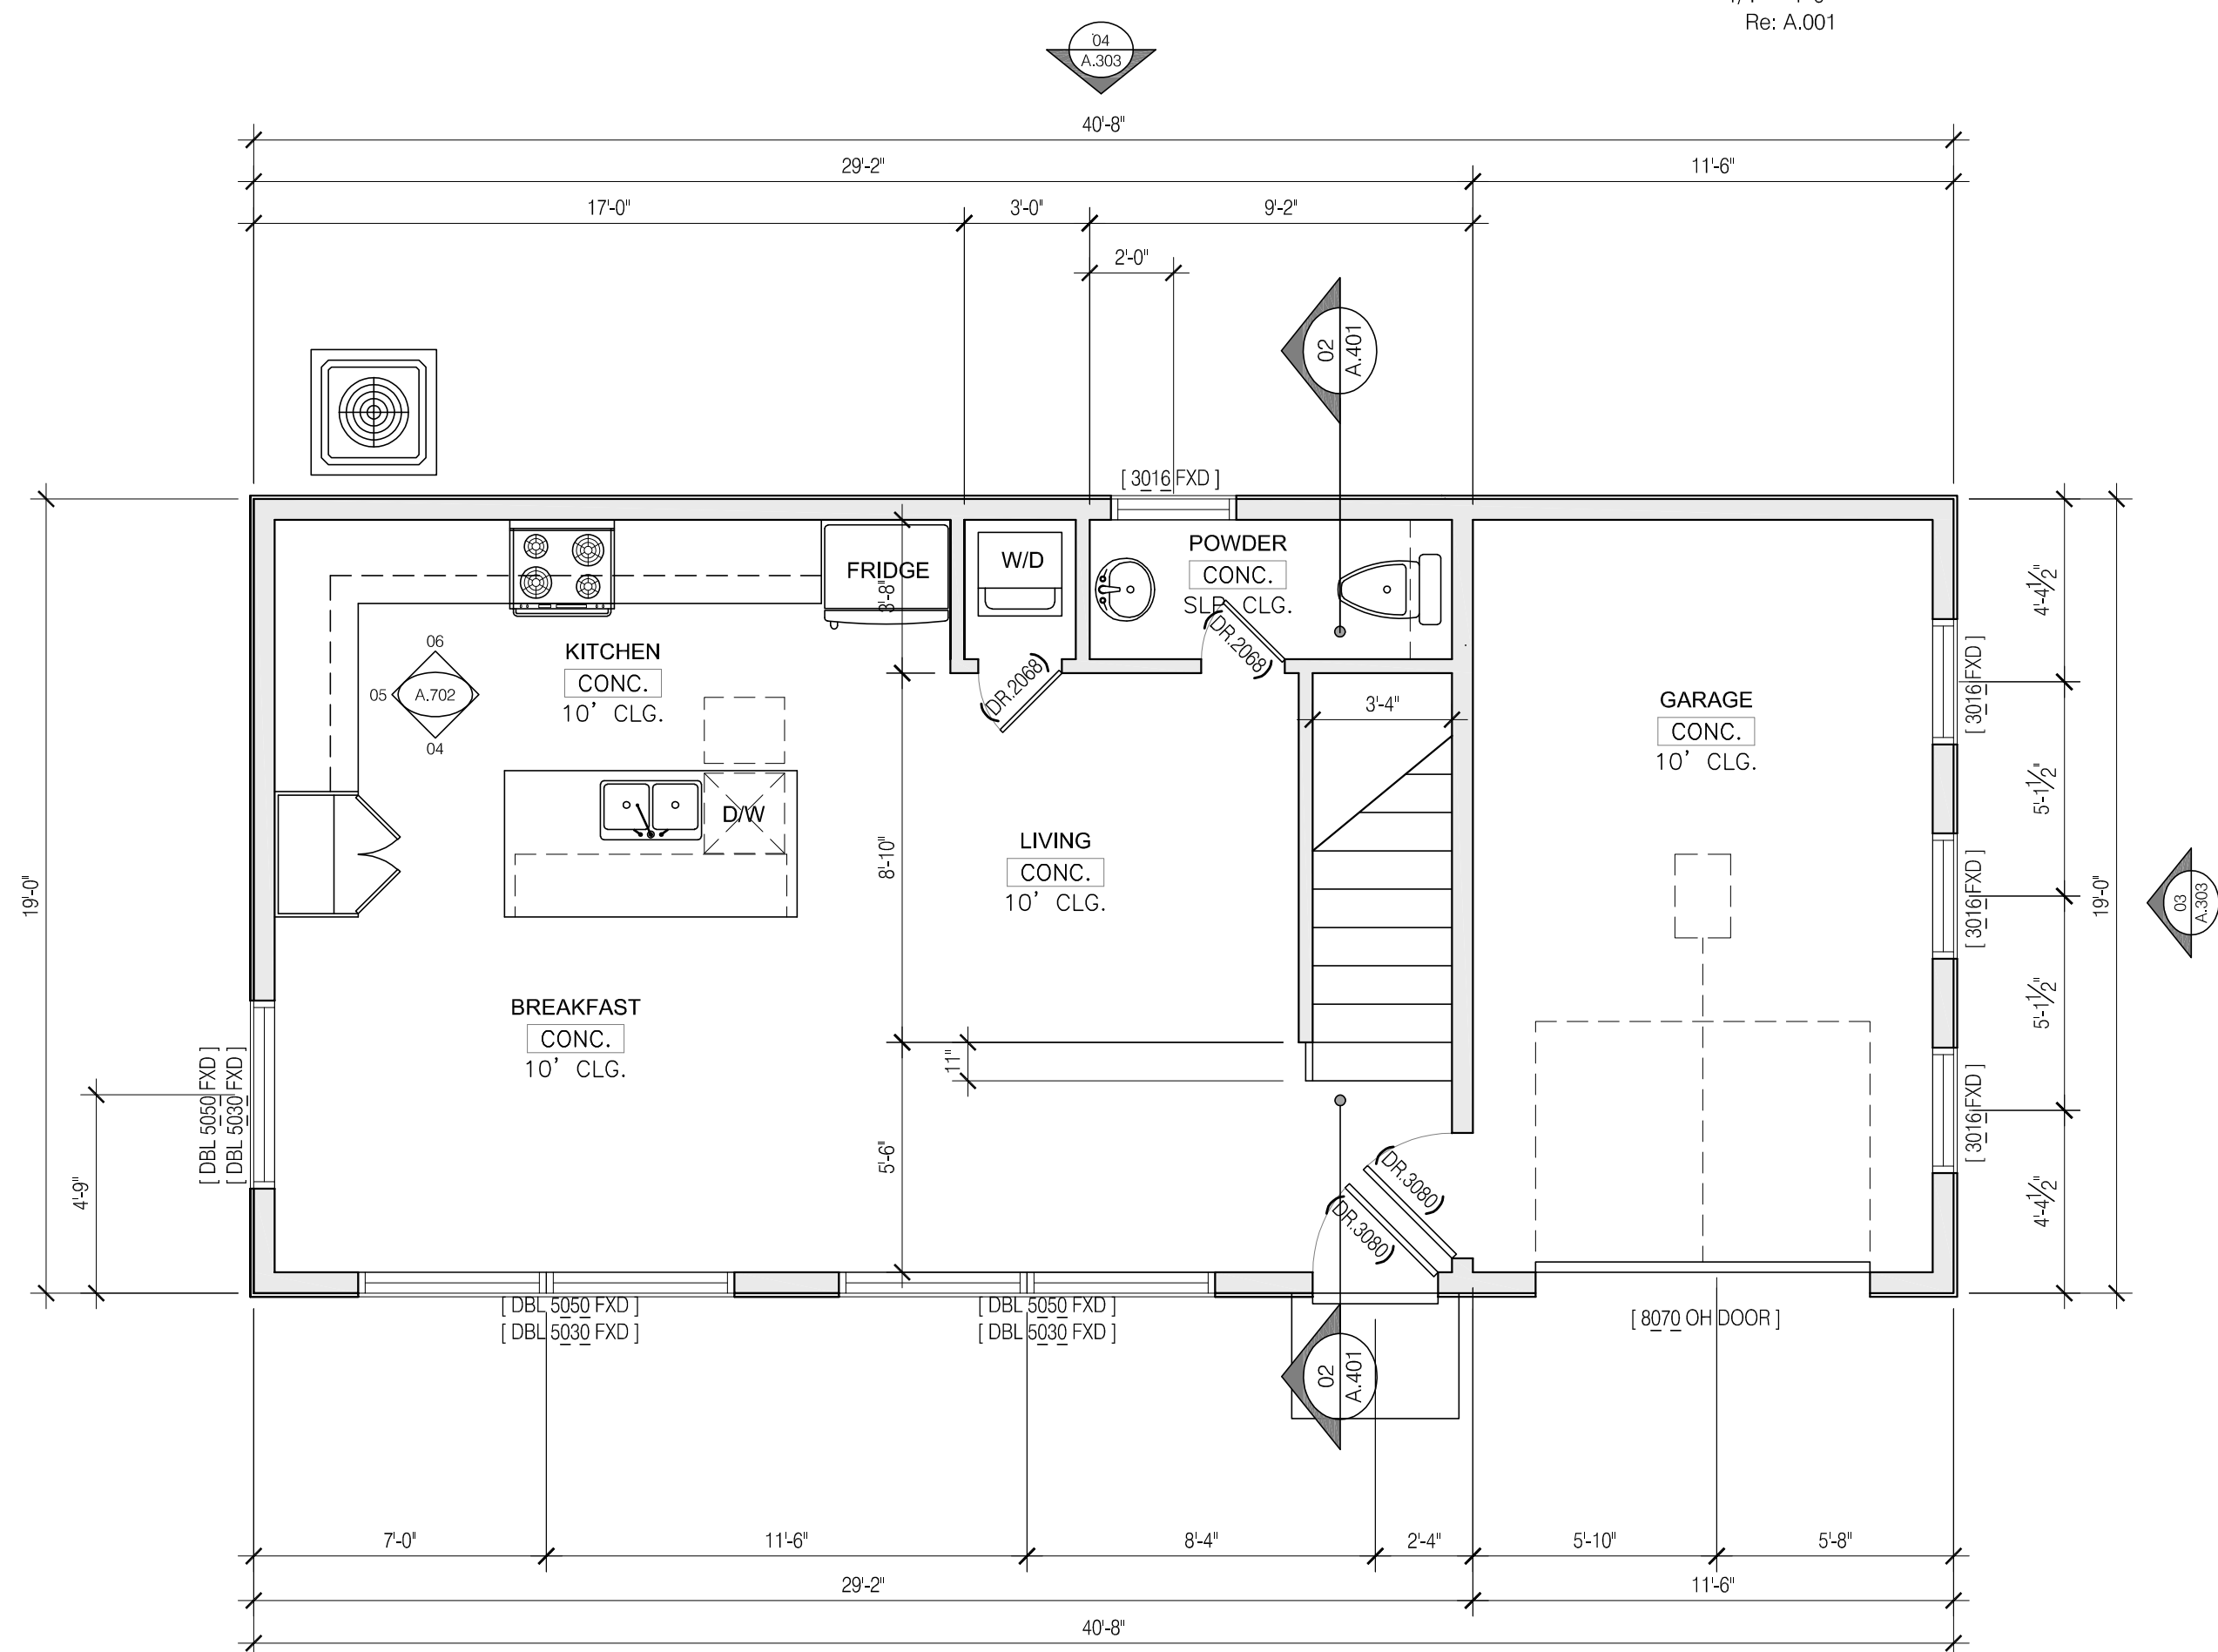 Re: A.001
04
A.303
40'-8"
29'-2"
11'-6"
17'-0"
3'-0"
9'-2"
2'-0"
02
A.401
[ 3016 FXD ]
FRIDGE
W/D
POWDER
CONC.
CLG.
3'-4"
DR.2068
DR.2068
8'-10"
5'-6"
11"
06
05
A.702
04
KITCHEN
CONC.
10' CLG.
D/W
LIVING
CONC.
10' CLG.
GARAGE
CONC.
10' CLG.
BREAKFAST
CONC.
10' CLG.
19'-0"
4'-9"
[ DBL 5050 FXD ]
[ DBL 5030 FXD ]
[ 3016 FXD ]
[ 3016 FXD ]
[ 3016 FXD ]
4'-4 1/2"
5'-1 1/2"
5'-1 1/2"
4'-4 1/2"
19'-0"
03
A.303
DR.3080
DR.3080
[ DBL 5050 FXD ]
[ DBL 5030 FXD ]
[ DBL 5050 FXD ]
[ DBL 5030 FXD ]
[ 8070 OH DOOR ]
02
A.401
7'-0"
11'-6"
8'-4"
2'-4"
5'-10"
5'-8"
29'-2"
11'-6"
40'-8"